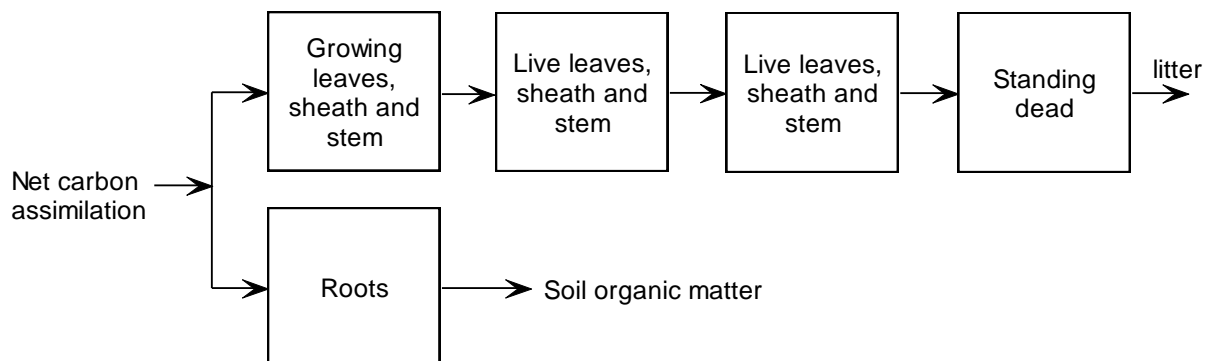 Net carbon
assimilation
Growing
leaves,
sheath and
stem
Live leaves,
sheath and
stem
Live leaves,
sheath and
stem
Standing
dead
litter
Roots
Soil organic matter